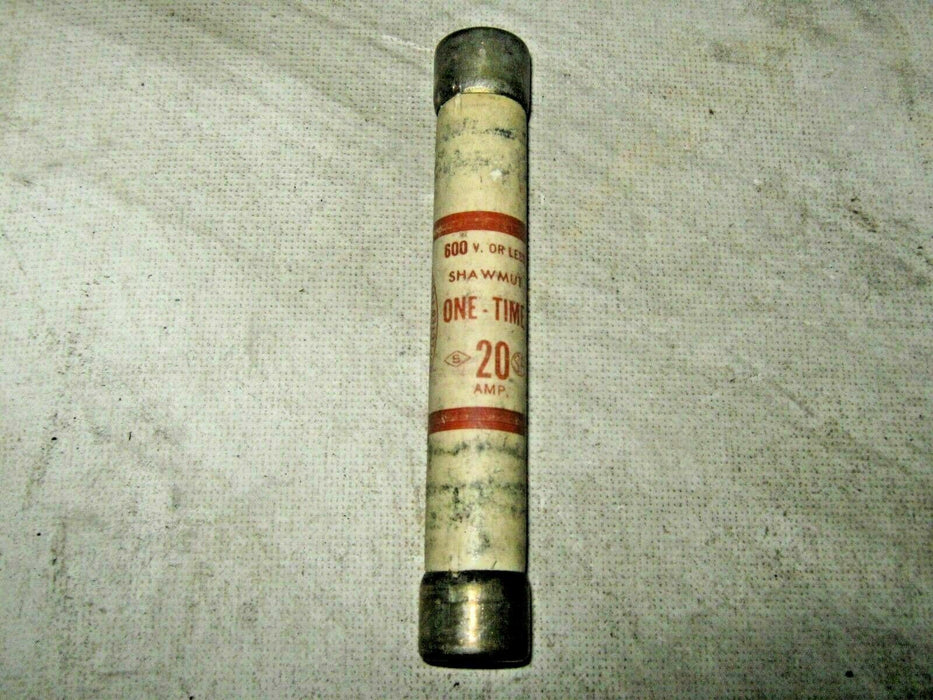 600 V. OR LESS
SHAWMUT
ONE-TIME
S 20
AMP.